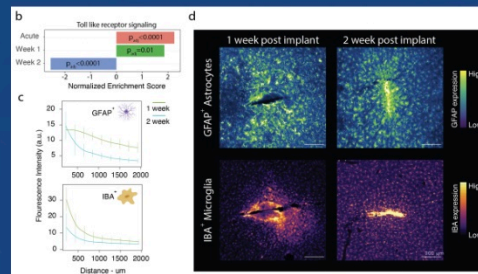 b
Toll like receptor signaling
Acute
Week 1
Week 2
<0.0001
=0.01
<0.0001
-2
-1
0
1
2
Normalized Enrichment Score
c
Flourescence Intensity (a.u.)
GFAP+
1 week
2 week
15
10
5
500
1000
1500
2000
IBA+
30
20
10
0
500
1000
1500
2000
Distance - um
d
1 week post implant
2 week post implant
GFAP+ Astrocytes
IBA+ Microglia
High
GFAP expression
Low
High
IBA expression
Low